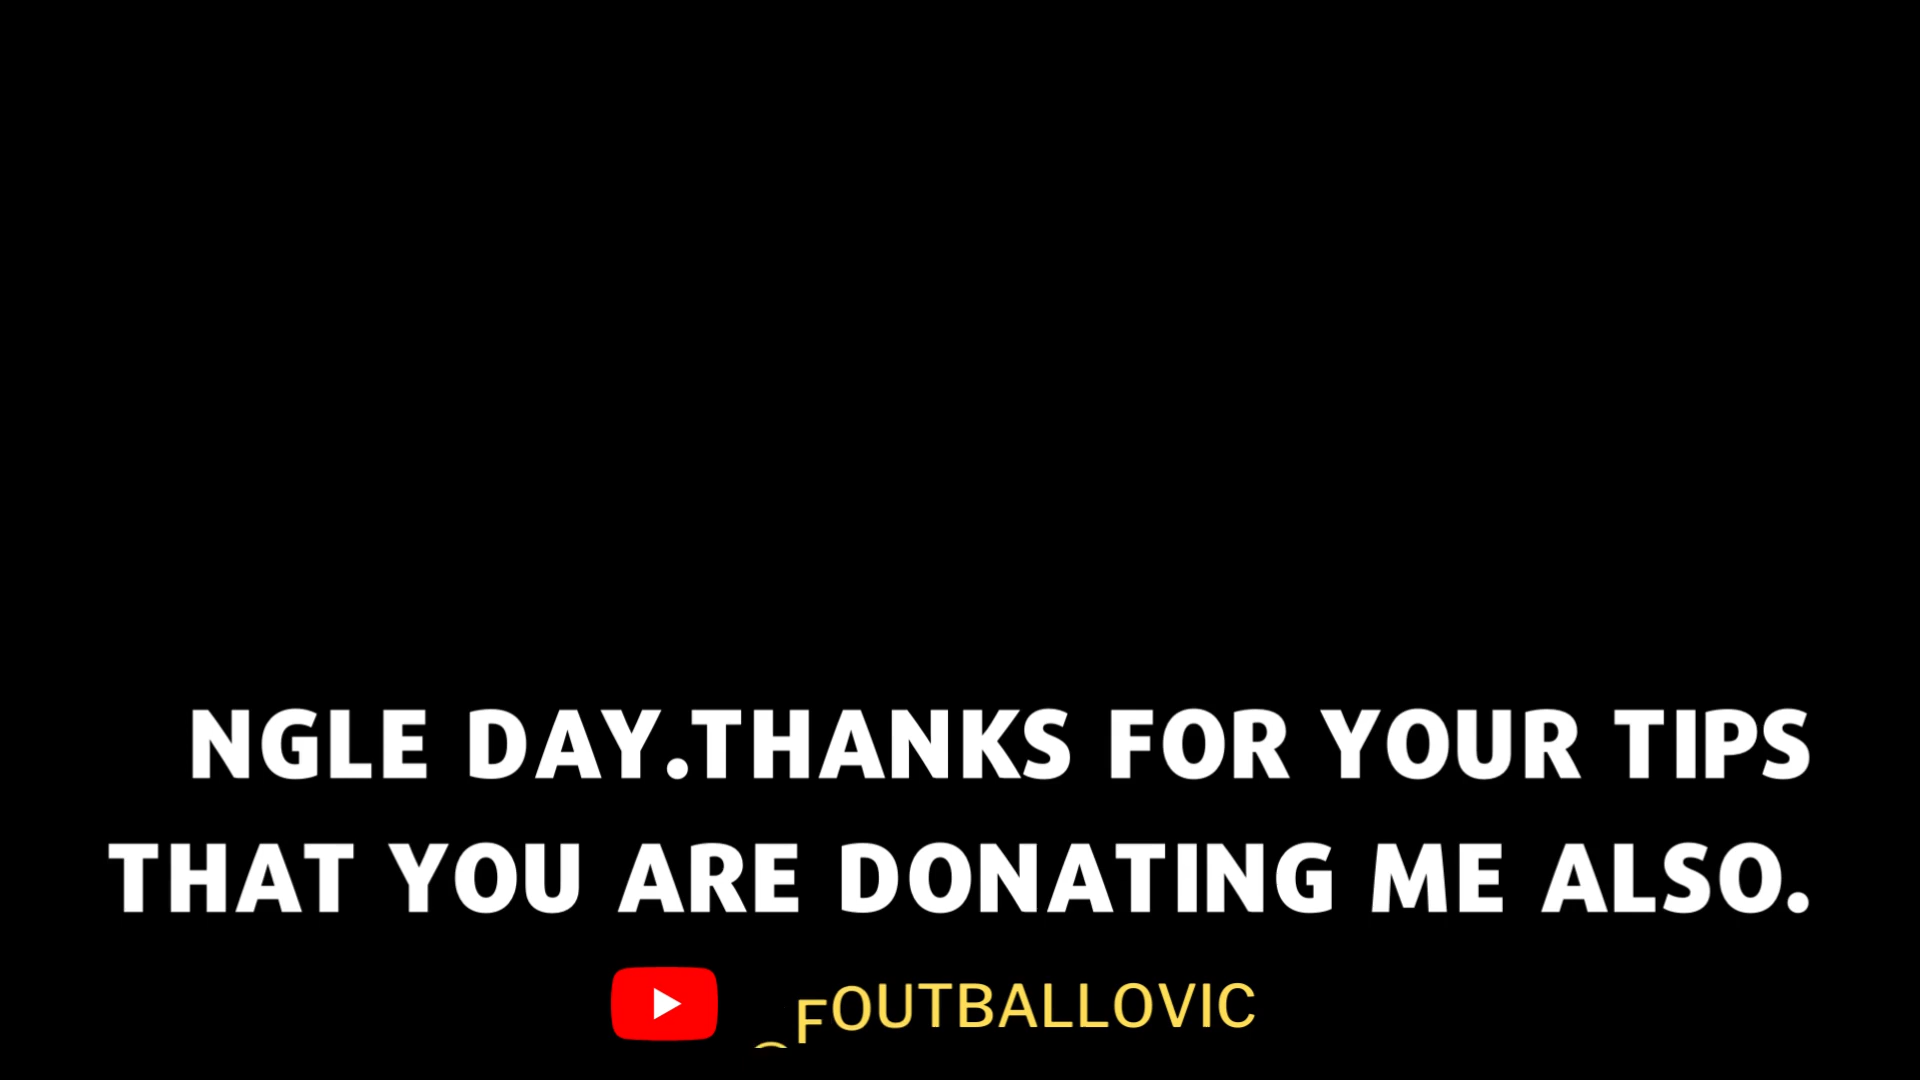 NGLE DAY.THANKS FOR YOUR TIPS
THAT YOU ARE DONATING ME ALSO.
FOUTBALLOVIC